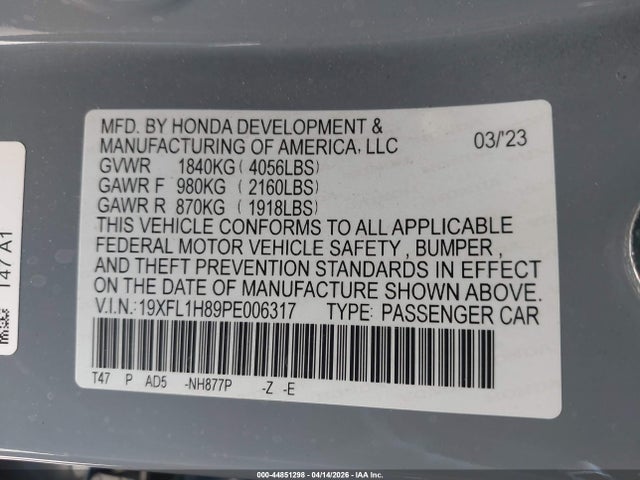 MFD. BY HONDA DEVELOPMENT &
MANUFACTURING OF AMERICA, LLC 03/'23
GVWR 1840KG ( 4056LBS)
GAWR F 980KG ( 2160LBS)
GAWR R 870KG ( 1918LBS)
THIS VEHICLE CONFORMS TO ALL APPLICABLE
FEDERAL MOTOR VEHICLE SAFETY , BUMPER ,
AND THEFT PREVENTION STANDARDS IN EFFECT
ON THE DATE OF MANUFACTURE SHOWN ABOVE.
V.I.N.:19XFL1H89PE006317 TYPE: PASSENGER CAR
T47 P AD5 -NH877P -Z -E
T47 A1
000-44851298 - 04/14/2026 - IAA Inc.